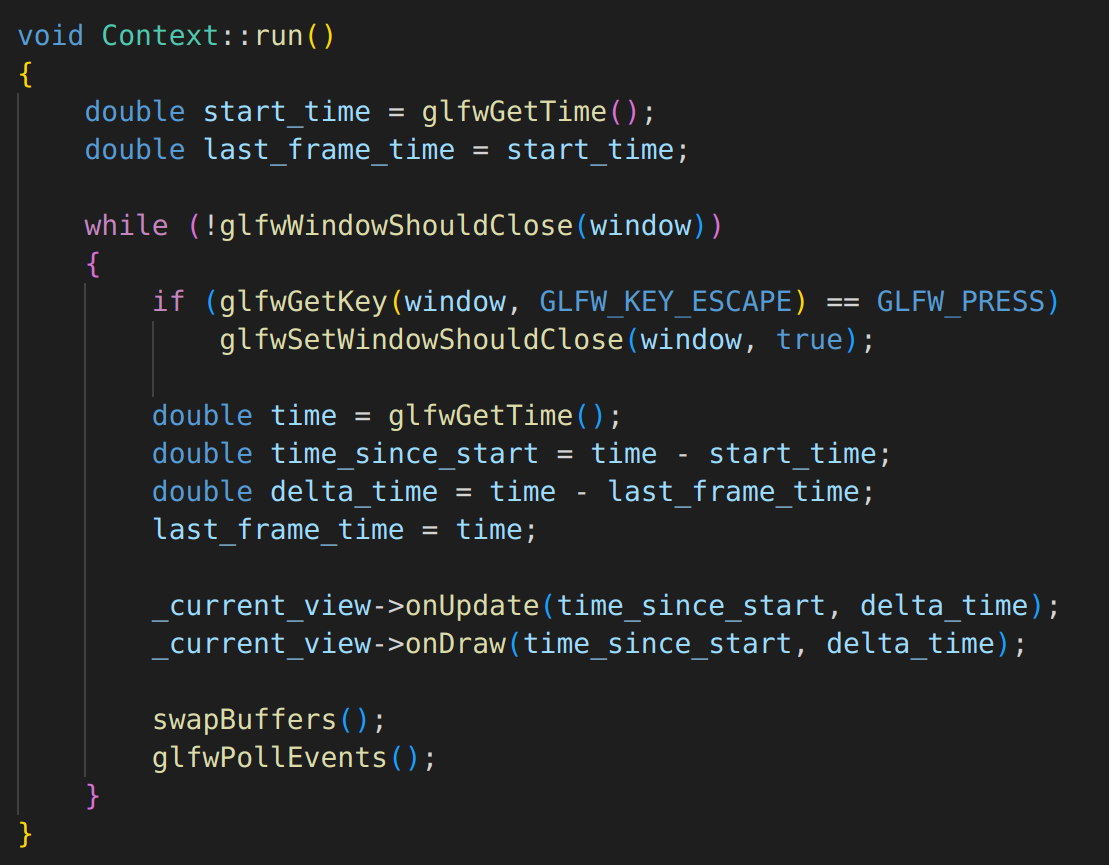 void Context::run()
{
    double start_time = glfwGetTime();
    double last_frame_time = start_time;

    while (!glfwWindowShouldClose(window))
    {
        if (glfwGetKey(window, GLFW_KEY_ESCAPE) == GLFW_PRESS)
            glfwSetWindowShouldClose(window, true);

        double time = glfwGetTime();
        double time_since_start = time - start_time;
        double delta_time = time - last_frame_time;
        last_frame_time = time;

        _current_view->onUpdate(time_since_start, delta_time);
        _current_view->onDraw(time_since_start, delta_time);

        swapBuffers();
        glfwPollEvents();
    }
}